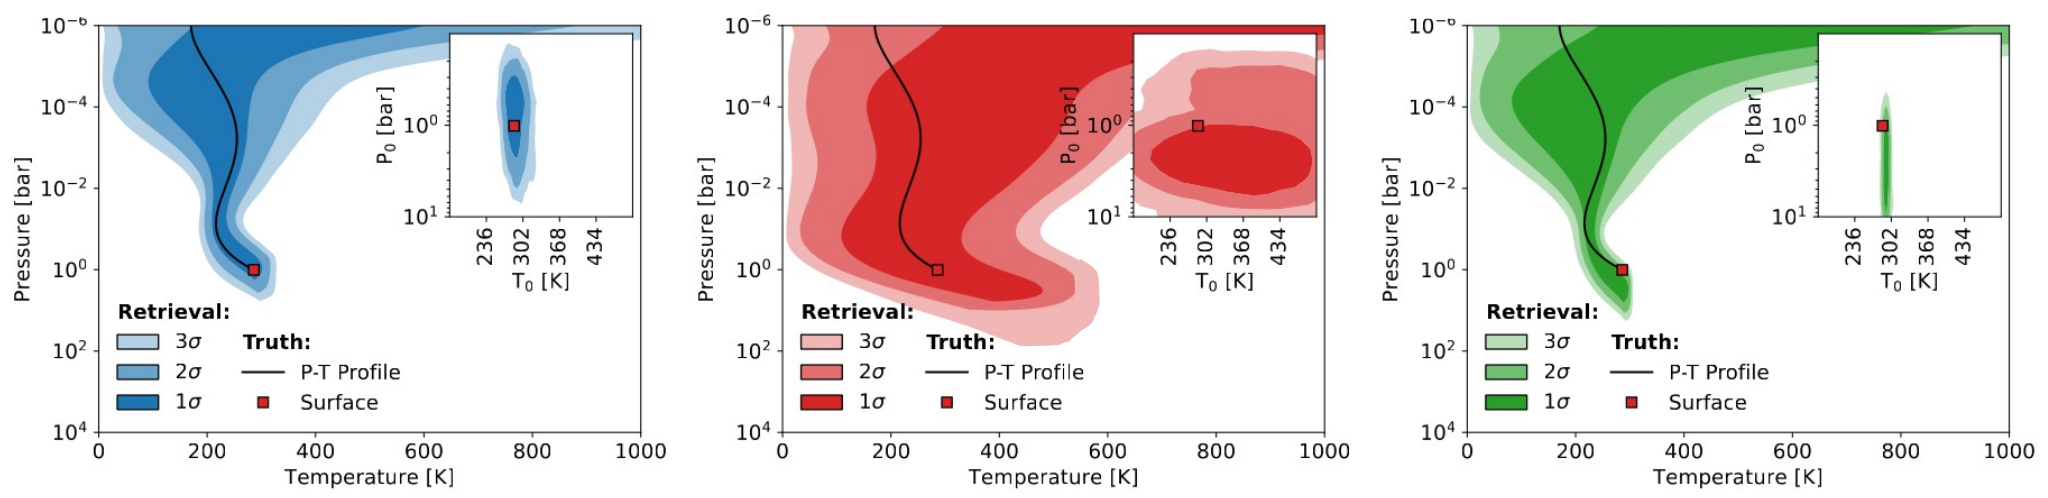 10⁻⁶
10⁻⁴
10⁻²
10⁰
10²
10⁴
Pressure [bar]
0 200 400 600 800 1000
Temperature [K]
P₀ [bar]
10⁰
10¹
236 302 368 434
T₀ [K]
Retrieval:
3σ Truth:
2σ P-T Profile
1σ Surface
10⁻⁶
10⁻⁴
10⁻²
10⁰
10²
10⁴
Pressure [bar]
0 200 400 600 800 1000
Temperature [K]
P₀ [bar]
10⁰
10¹
236 302 368 434
T₀ [K]
Retrieval:
3σ Truth:
2σ P-T Profile
1σ Surface
10⁻⁶
10⁻⁴
10⁻²
10⁰
10²
10⁴
Pressure [bar]
0 200 400 600 800 1000
Temperature [K]
P₀ [bar]
10⁰
10¹
236 302 368 434
T₀ [K]
Retrieval:
3σ Truth:
2σ P-T Profile
1σ Surface